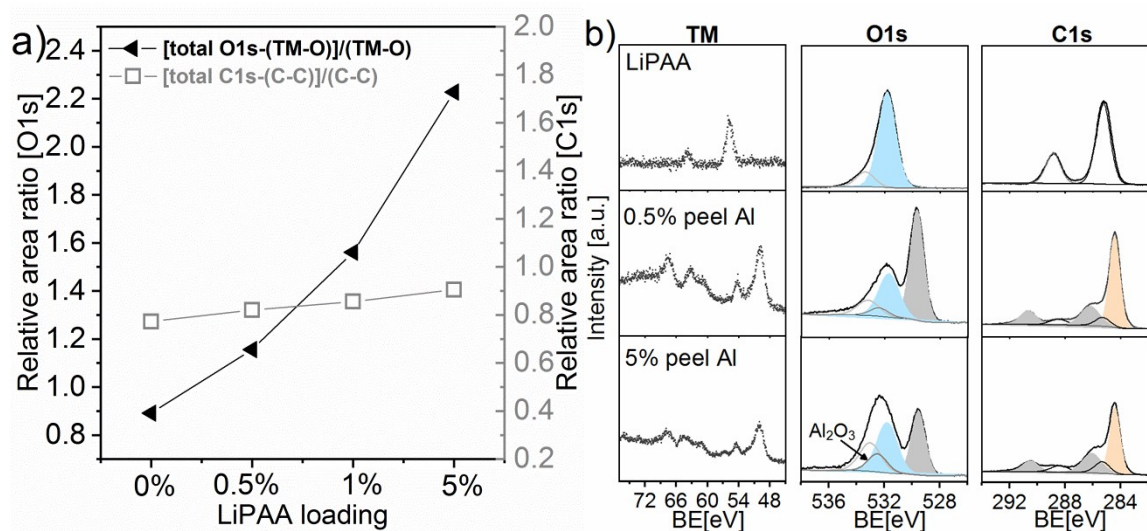 a)
[total O1s-(TM-O)]/(TM-O)
[total C1s-(C-C)]/(C-C)
Relative area ratio [O1s]
2.4
2.2
2.0
1.8
1.6
1.4
1.2
1.0
0.8
2.0
1.8
1.6
1.4
1.2
1.0
0.8
0.6
0.4
0.2
Relative area ratio [C1s]
0% 0.5% 1% 5%
LiPAA loading
b)
TM O1s C1s
LiPAA
0.5% peel Al
5% peel Al
Intensity [a.u.]
Al₂O₃
72 66 60 54 48
BE[eV]
536 532 528
BE[eV]
292 288 284
BE[eV]